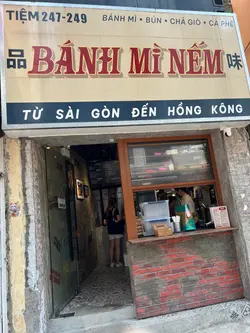 TIỆM 247-249 BÁNH MÌ • BÚN • CHẢ GIÒ • CÀ PHÊ
品 BÁNH MÌ NẾM 味
TỪ SÀI GÒN ĐẾN HỒNG KÔNG